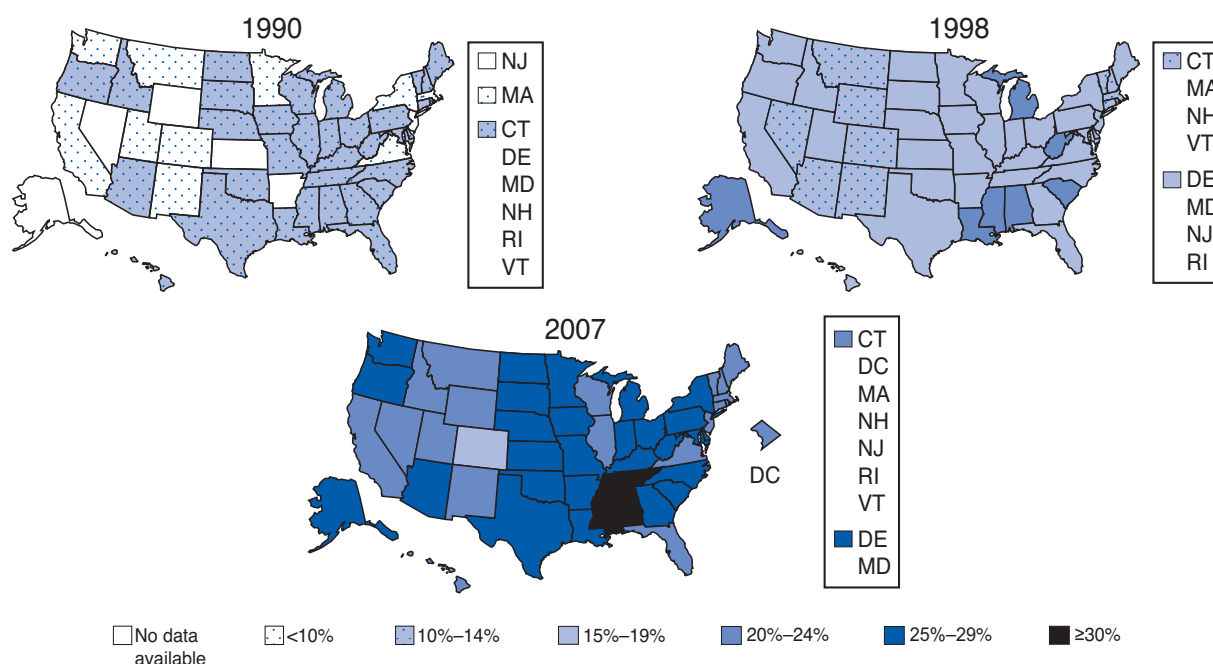 1990
NJ
MA
CT
DE
MD
NH
RI
VT
1998
CT
MA
NH
VT
DE
MD
NJ
RI
2007
CT
DC
MA
NH
NJ
RI
VT
DE
MD
DC
No data
available
<10%
10%–14%
15%–19%
20%–24%
25%–29%
≥30%